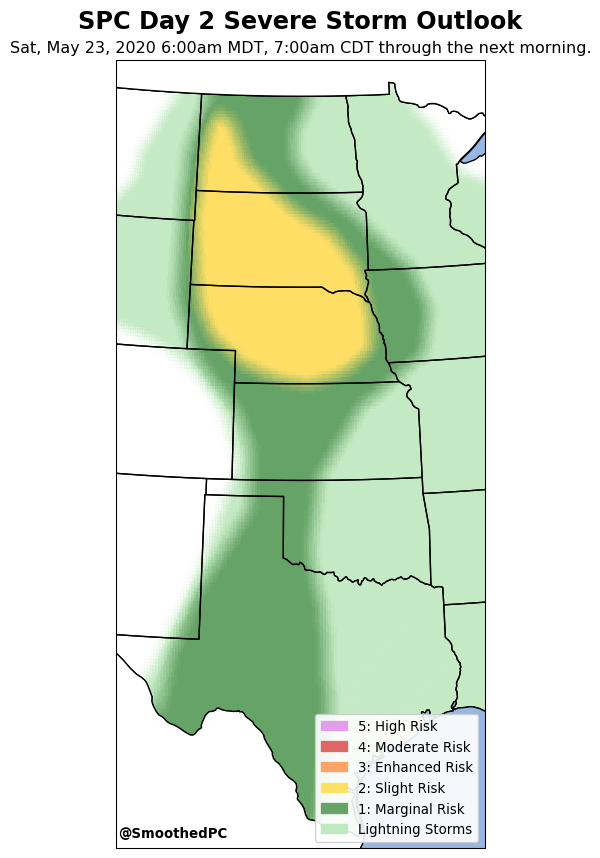 SPC Day 2 Severe Storm Outlook
Sat, May 23, 2020 6:00am MDT, 7:00am CDT through the next morning.
5: High Risk
4: Moderate Risk
3: Enhanced Risk
2: Slight Risk
1: Marginal Risk
Lightning Storms
@SmoothedPC